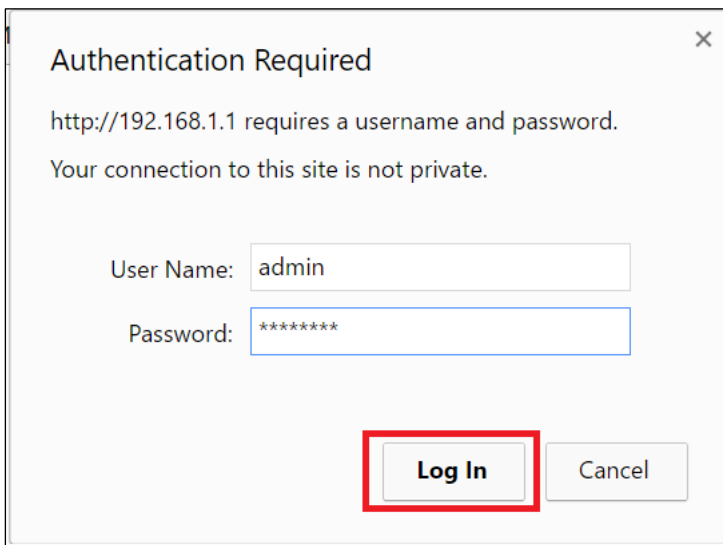 Authentication Required
http://192.168.1.1 requires a username and password.
Your connection to this site is not private.
User Name: admin
Password: ********
Log In Cancel